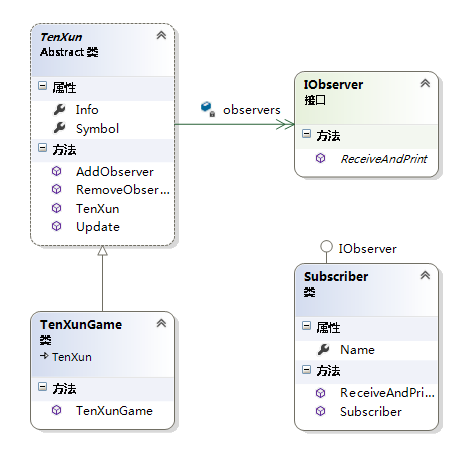 TenXun
Abstract 类
属性
Info
Symbol
方法
AddObserver
RemoveObser...
TenXun
Update
observers
IObserver
接口
方法
ReceiveAndPrint
TenXunGame
类
TenXun
方法
TenXunGame
IObserver
Subscriber
类
属性
Name
方法
ReceiveAndPri...
Subscriber